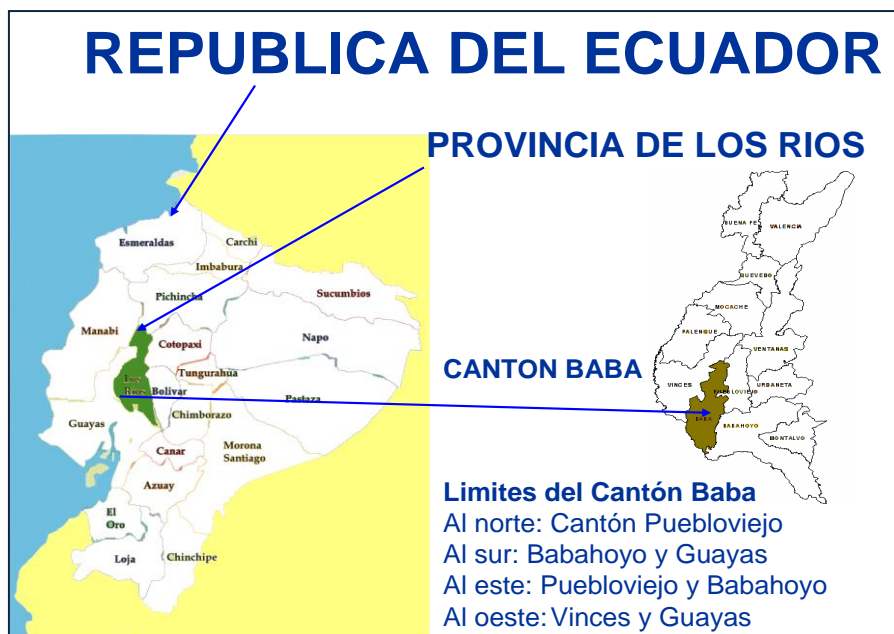 REPUBLICA DEL ECUADOR
PROVINCIA DE LOS RIOS
Esmeraldas
Carchi
Imbabura
Pichincha
Sucumbios
Manabi
Cotopaxi
Napo
Tungurahua
Los
Rios
Bolivar
Pastaza
Chimborazo
Guayas
Morona
Santiago
Canar
Azuay
El
Oro
Loja
Chinchipe
BUENA FE
VALENCIA
QUEVEDO
MOCACHE
PALENQUE
VENTANAS
CANTON BABA
VINCES
PUEBLOVIEJO
URBANETA
BABA
BABAHOYO
MONTALVO
Limites del Cantón Baba
Al norte: Cantón Puebloviejo
Al sur: Babahoyo y Guayas
Al este: Puebloviejo y Babahoyo
Al oeste: Vinces y Guayas